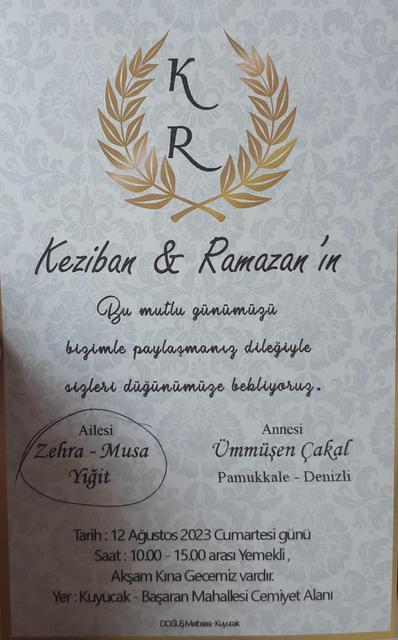 K
R
Keziban & Ramazan'ın
Bu mutlu günümüzü
bizimle paylaşmanız dileğiyle
sizleri düğünümüze bekliyoruz.
Ailesi
Zehra - Musa
Yiğit
Annesi
Ümmüşen Çakal
Pamukkale - Denizli
Tarih : 12 Ağustos 2023 Cumartesi günü
Saat : 10.00 - 15.00 arası Yemekli ,
Akşam Kına Gecemiz vardır.
Yer : Kuyucak - Başaran Mahallesi Cemiyet Alanı
DOĞUŞ Matbaası - Kuyucak